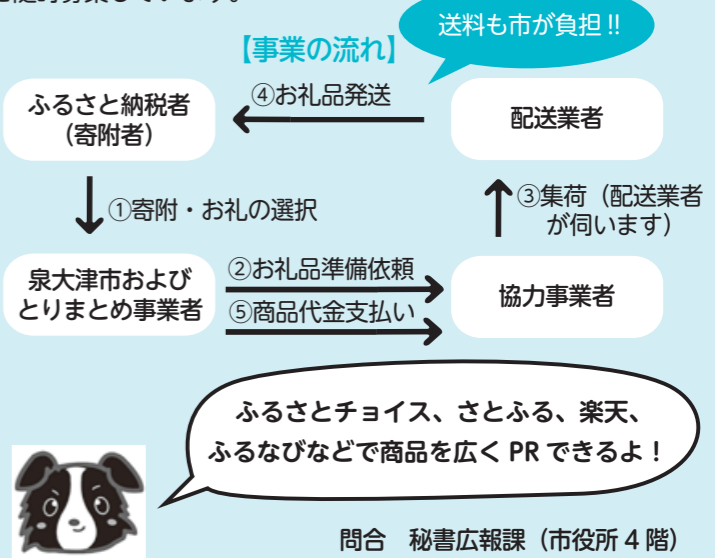 送料も市が負担!!
【事業の流れ】
④お礼品発送
ふるさと納税者
（寄附者）
配送業者
①寄附・お礼の選択
③集荷（配送業者
が伺います）
泉大津市および
とりまとめ事業者
②お礼品準備依頼
⑤商品代金支払い
協力事業者
ふるさとチョイス、さとふる、楽天、
ふるなびなどで商品を広く PR できるよ！
問合　秘書広報課（市役所 4 階）